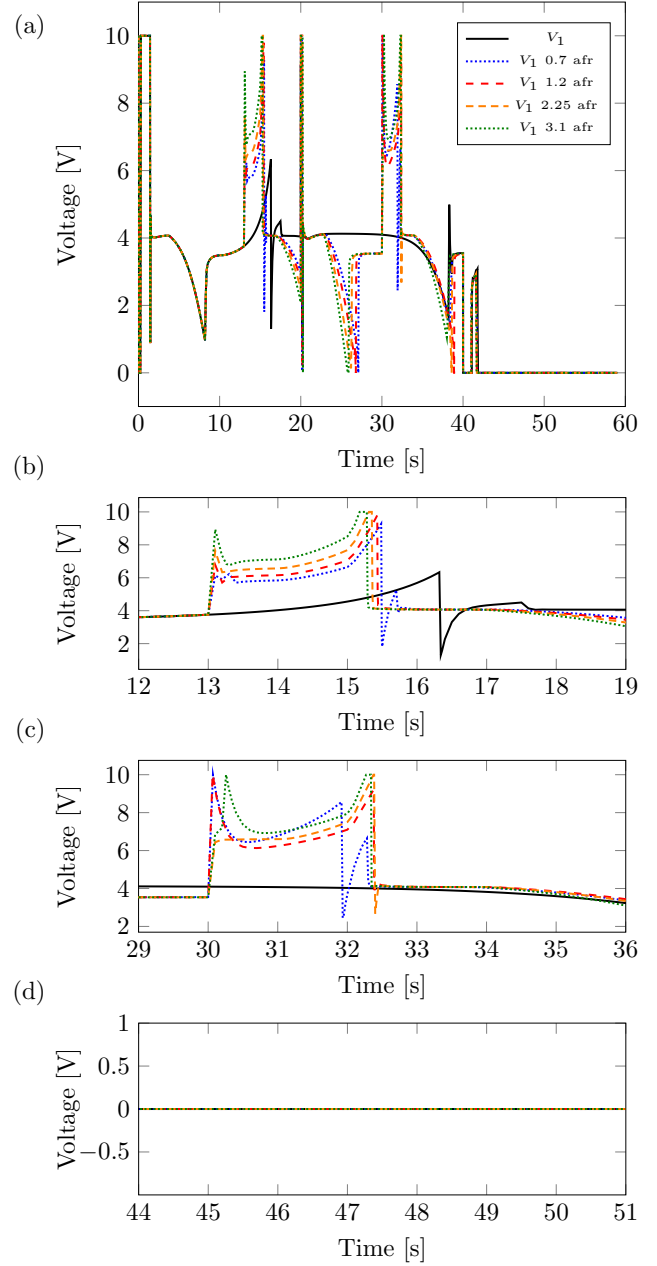 (a)
10
8
6
4
2
0
Voltage [V]
V₁
V₁ 0.7 afr
V₁ 1.2 afr
V₁ 2.25 afr
V₁ 3.1 afr
0 10 20 30 40 50 60
Time [s]
(b)
10
8
6
4
2
Voltage [V]
12 13 14 15 16 17 18 19
Time [s]
(c)
10
8
6
4
2
Voltage [V]
29 30 31 32 33 34 35 36
Time [s]
(d)
1
0.5
0
−0.5
Voltage [V]
44 45 46 47 48 49 50 51
Time [s]